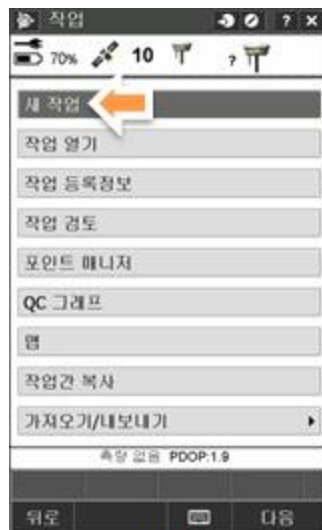 작업 ? ×
70% 10 ?
새 작업
작업 열기
작업 등록정보
작업 검토
포인트 매니저
QC 그래프
맵
작업간 복사
가져오기/내보내기
측량 없음 PDOP:1.9
뒤로 다음